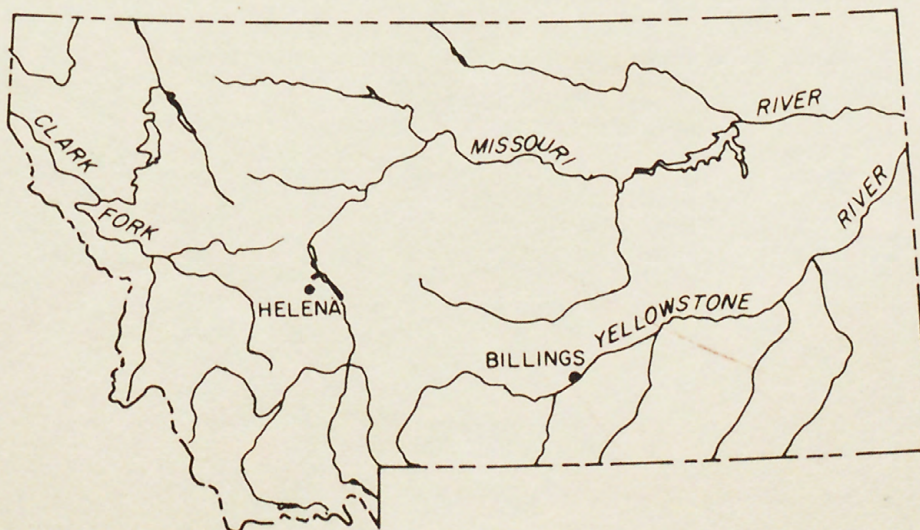 CLARK
FORK
MISSOURI
RIVER
HELENA
BILLINGS
YELLOWSTONE
RIVER